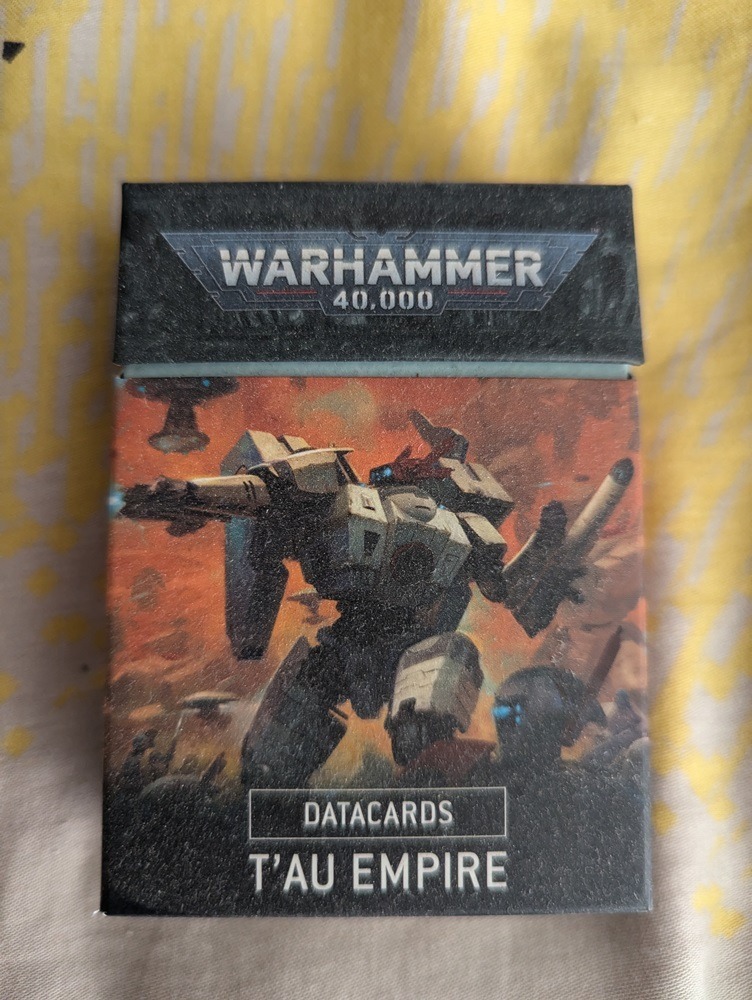 WARHAMMER
40,000
DATACARDS
T'AU EMPIRE